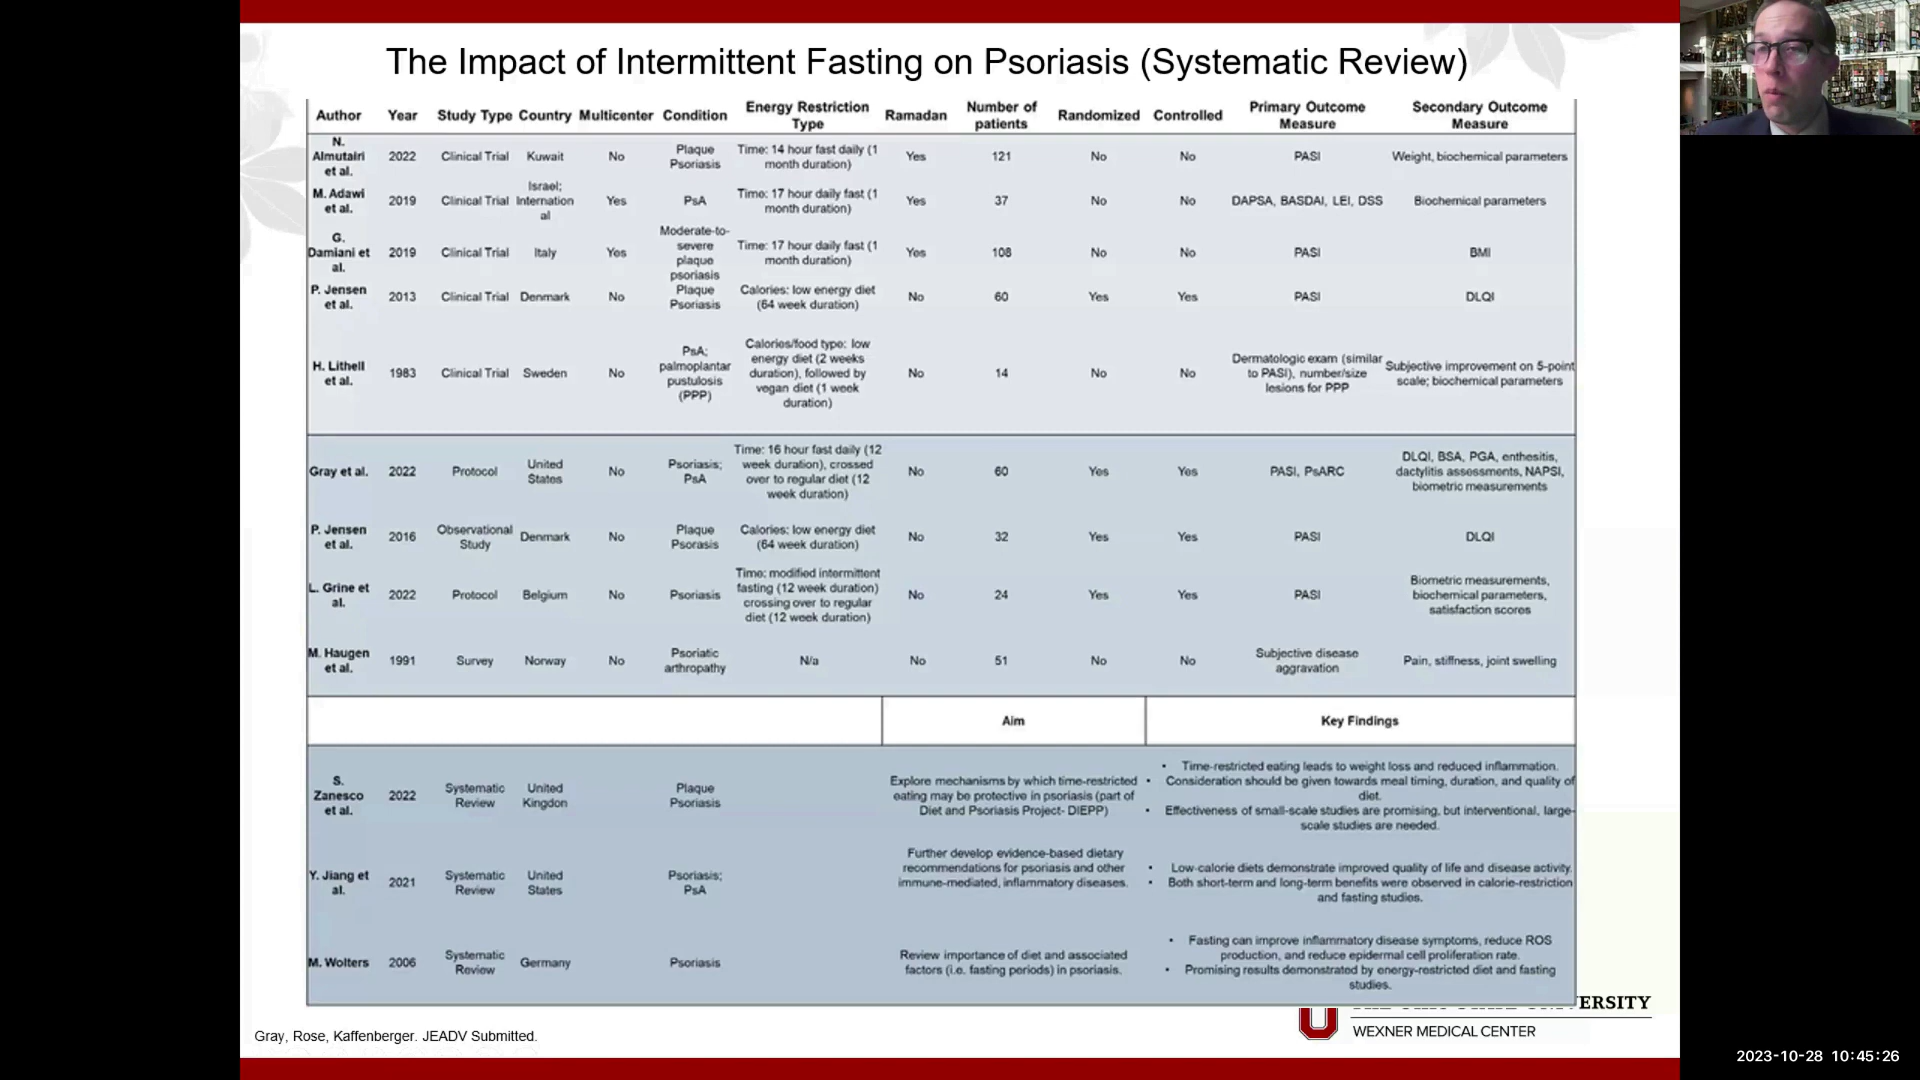 The Impact of Intermittent Fasting on Psoriasis (Systematic Review)
Author Year Study Type Country Multicenter Condition Energy Restriction Type Ramadan Number of patients Randomized Controlled Primary Outcome Measure Secondary Outcome Measure
N. Almutairi et al. 2022 Clinical Trial Kuwait No Plaque Psoriasis Time: 14 hour fast daily (1 month duration) Yes 121 No No PASI Weight, biochemical parameters
M. Adawi et al. 2019 Clinical Trial Israel; International Yes PsA Time: 17 hour daily fast (1 month duration) Yes 37 No No DAPSA, BASDAI, LEI, DSS Biochemical parameters
G. Damiani et al. 2019 Clinical Trial Italy Yes Moderate-to-severe plaque psoriasis Time: 17 hour daily fast (1 month duration) Yes 108 No No PASI BMI
P. Jensen et al. 2013 Clinical Trial Denmark No Plaque Psoriasis Calories: low energy diet (64 week duration) No 60 Yes Yes PASI DLQI
H. Lithell et al. 1983 Clinical Trial Sweden No PsA; palmoplantar pustulosis (PPP) Calories/food type: low energy diet (2 weeks duration), followed by vegan diet (1 week duration) No 14 No No Dermatologic exam (similar to PASI), number/size lesions for PPP Subjective improvement on 5-point scale; biochemical parameters
Gray et al. 2022 Protocol United States No Psoriasis; PsA Time: 16 hour fast daily (12 week duration), crossed over to regular diet (12 week duration) No 60 Yes Yes PASI, PsARC DLQI, BSA, PGA, enthesitis, dactylitis assessments, NAPSI, biometric measurements
P. Jensen et al. 2016 Observational Study Denmark No Plaque Psorasis Calories: low energy diet (64 week duration) No 32 Yes Yes PASI DLQI
L. Grine et al. 2022 Protocol Belgium No Psoriasis Time: modified intermittent fasting (12 week duration) crossing over to regular diet (12 week duration) No 24 Yes Yes PASI Biometric measurements, biochemical parameters, satisfaction scores
M. Haugen et al. 1991 Survey Norway No Psoriatic arthropathy N/a No 51 No No Subjective disease aggravation Pain, stiffness, joint swelling
Aim Key Findings
S. Zanesco et al. 2022 Systematic Review United Kingdon Plaque Psoriasis Explore mechanisms by which time-restricted eating may be protective in psoriasis (part of Diet and Psoriasis Project- DIEPP)
• Time-restricted eating leads to weight loss and reduced inflammation.
• Consideration should be given towards meal timing, duration, and quality of diet.
• Effectiveness of small-scale studies are promising, but interventional, large-scale studies are needed.
Y. Jiang et al. 2021 Systematic Review United States Psoriasis; PsA Further develop evidence-based dietary recommendations for psoriasis and other immune-mediated, inflammatory diseases.
• Low-calorie diets demonstrate improved quality of life and disease activity.
• Both short-term and long-term benefits were observed in calorie-restriction and fasting studies.
M. Wolters 2006 Systematic Review Germany Psoriasis Review importance of diet and associated factors (i.e. fasting periods) in psoriasis.
• Fasting can improve inflammatory disease symptoms, reduce ROS production, and reduce epidermal cell proliferation rate.
• Promising results demonstrated by energy-restricted diet and fasting studies.
ERSITY
WEXNER MEDICAL CENTER
Gray, Rose, Kaffenberger. JEADV Submitted.
2023-10-28 10:45:26